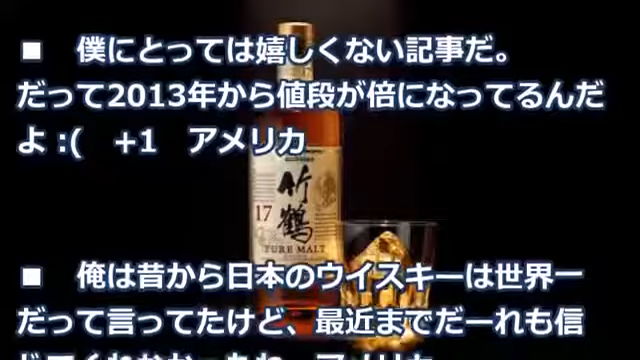 ■　僕にとっては嬉しくない記事だ。
だって2013年から値段が倍になってるんだ
よ :(　+1　アメリカ
竹鶴
17
PURE MALT
■　俺は昔から日本のウイスキーは世界一
だって言ってたけど、最近までだーれも信